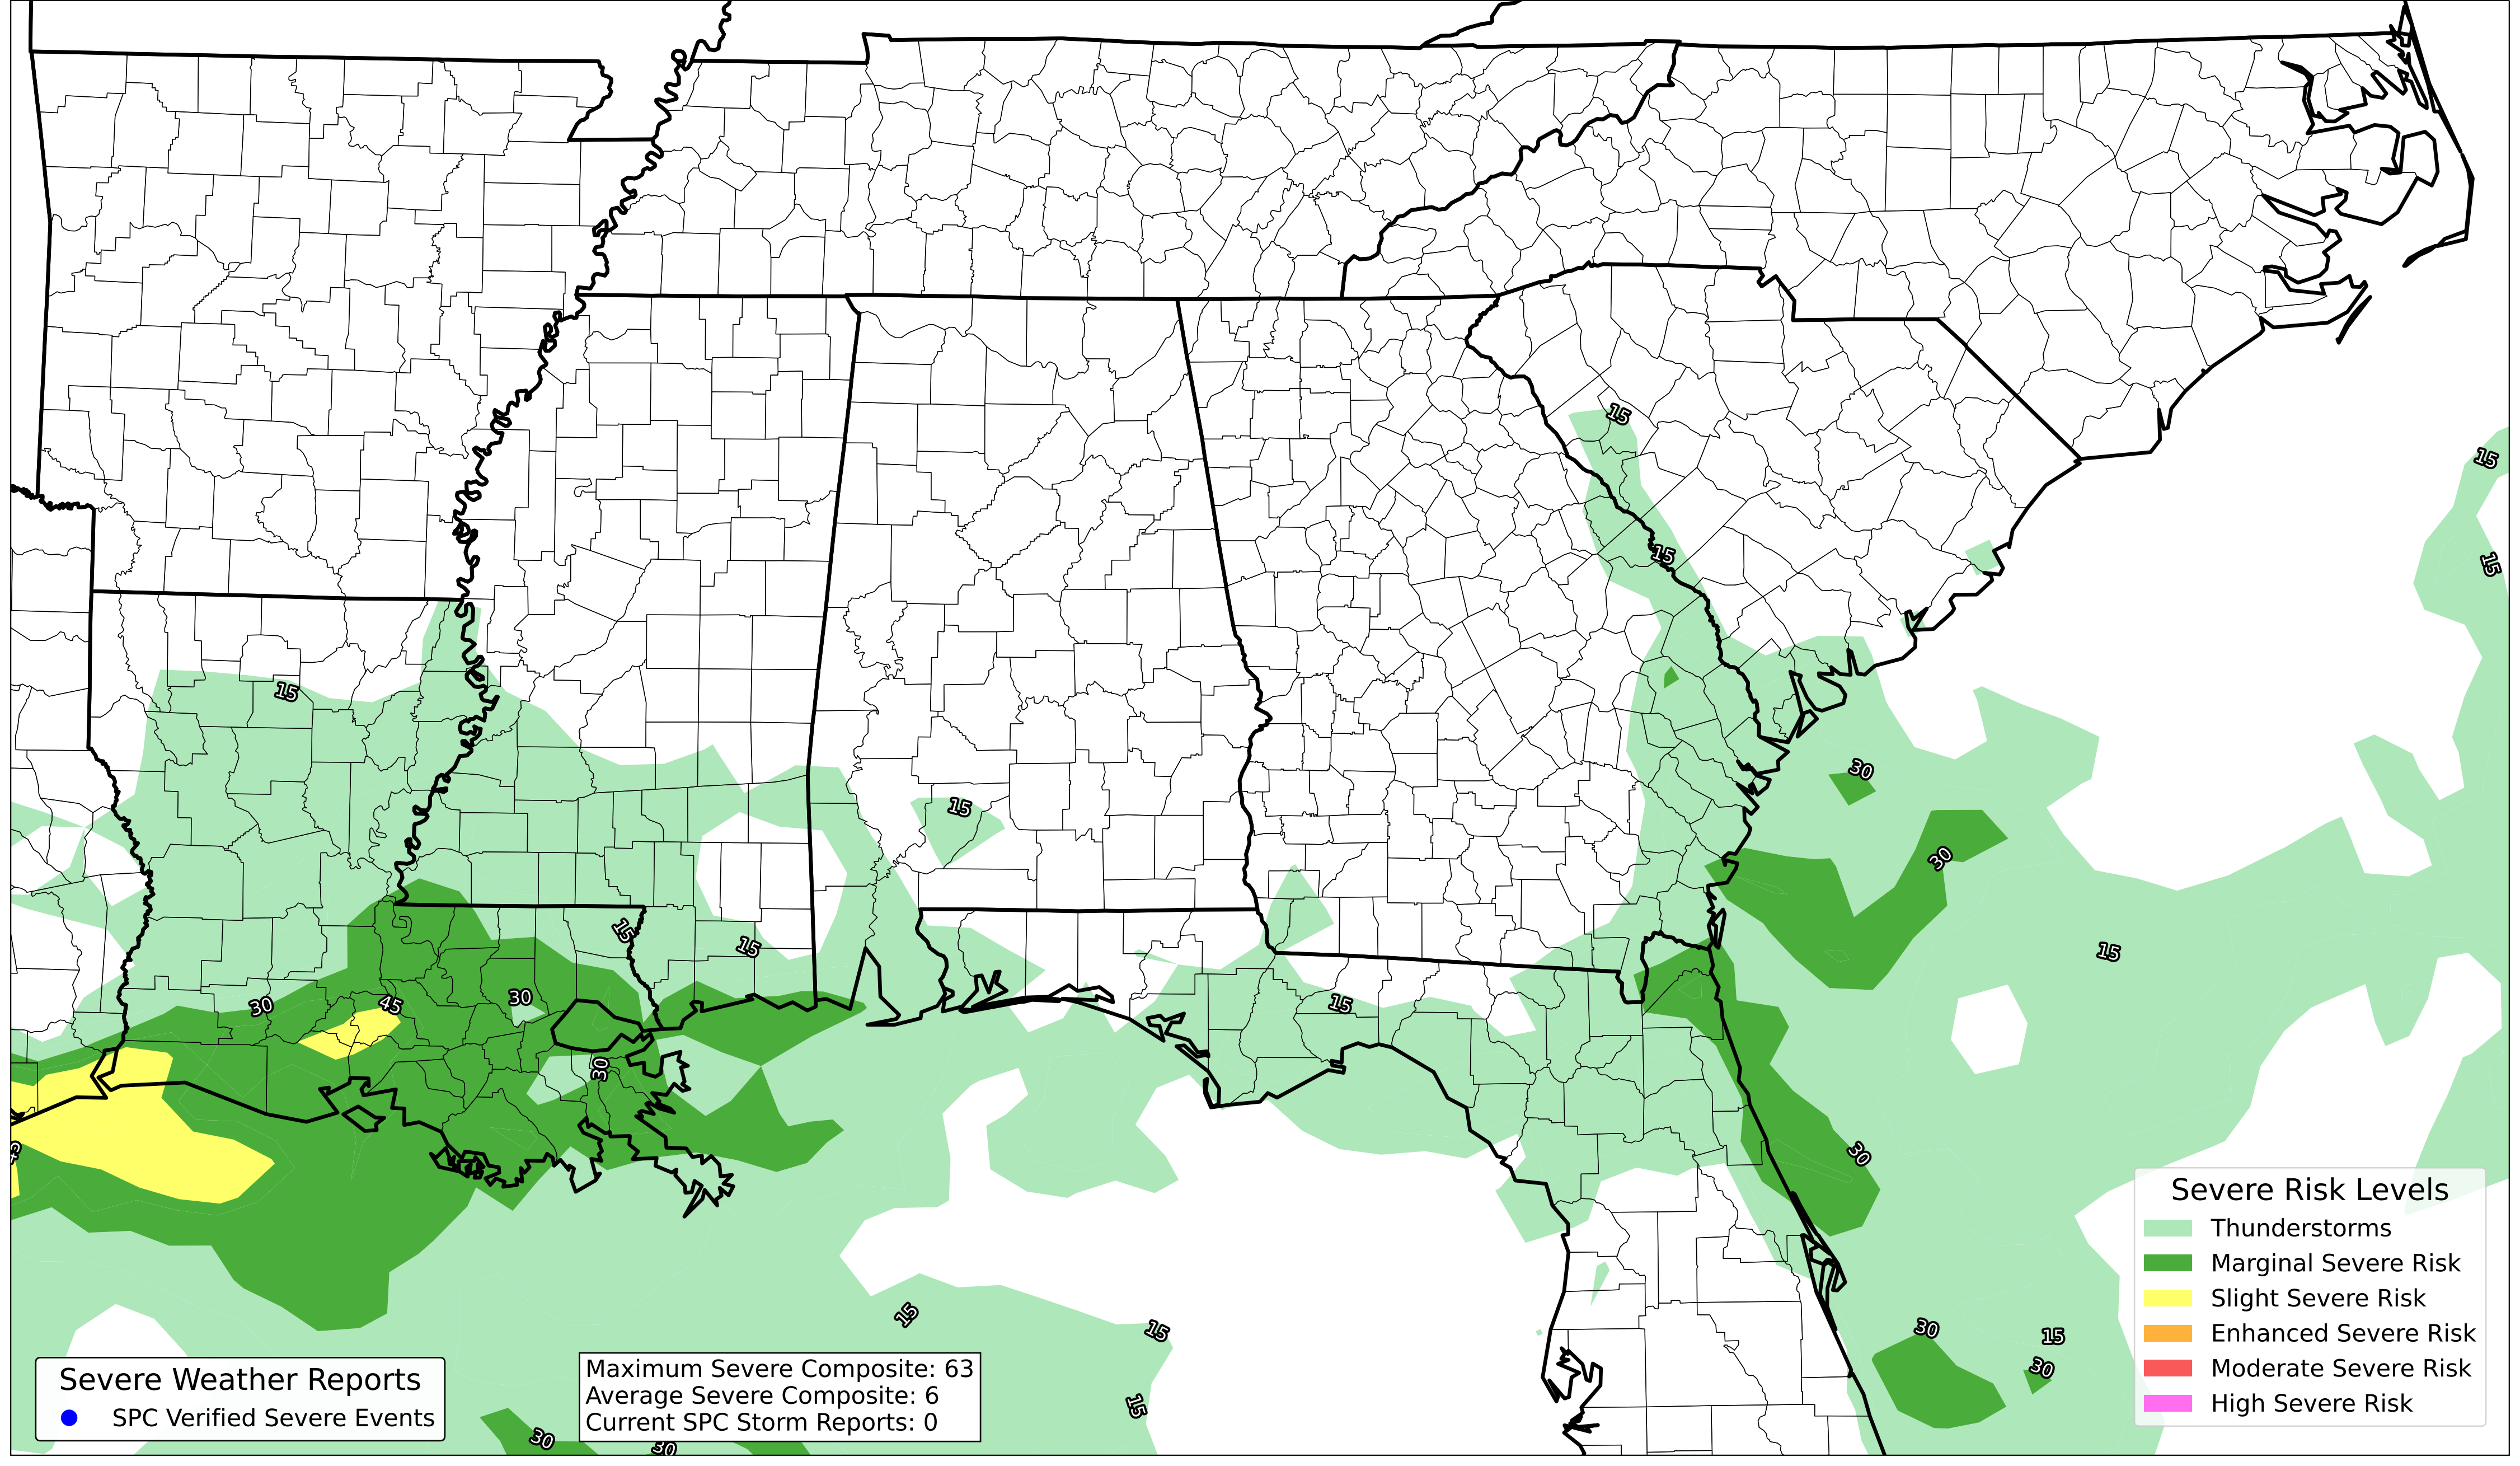 15
15
15
15
15
30
15
30
15
15
30
45
30
15
15
30
45
30
15
15
30
15
30
15
30
30
Severe Risk Levels
Thunderstorms
Marginal Severe Risk
Slight Severe Risk
Enhanced Severe Risk
Moderate Severe Risk
High Severe Risk
Severe Weather Reports
SPC Verified Severe Events
Maximum Severe Composite: 63
Average Severe Composite: 6
Current SPC Storm Reports: 0